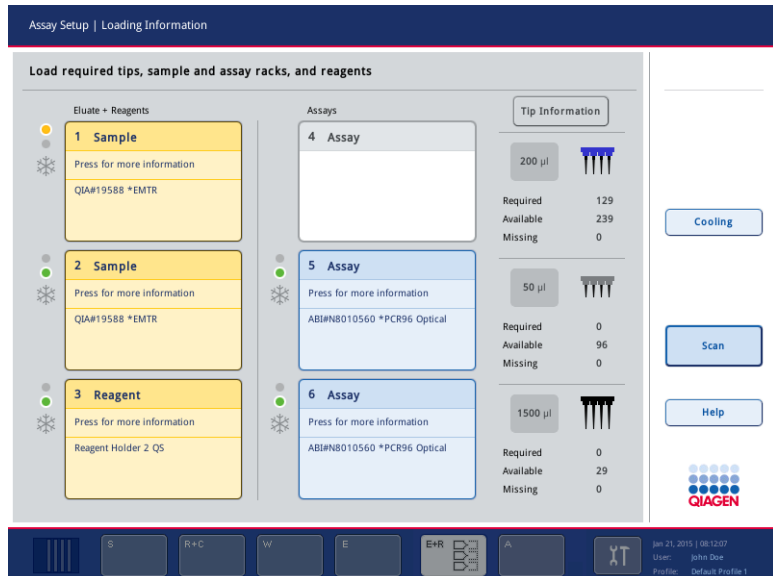 Assay Setup | Loading Information
Load required tips, sample and assay racks, and reagents
Eluate + Reagents
Assays
Tip Information
1 Sample
Press for more information
QIA#19588 *EMTR
4 Assay
200 µl
Required 129
Available 239
Missing 0
Cooling
2 Sample
Press for more information
QIA#19588 *EMTR
5 Assay
Press for more information
ABI#N8010560 *PCR96 Optical
50 µl
Required 0
Available 96
Missing 0
Scan
3 Reagent
Press for more information
Reagent Holder 2 QS
6 Assay
Press for more information
ABI#N8010560 *PCR96 Optical
1500 µl
Required 0
Available 29
Missing 0
Help
QIAGEN
S
R+C
W
E
E+R
A
Jan 21, 2015 | 08:12:07
User: John Doe
Profile: Default Profile 1